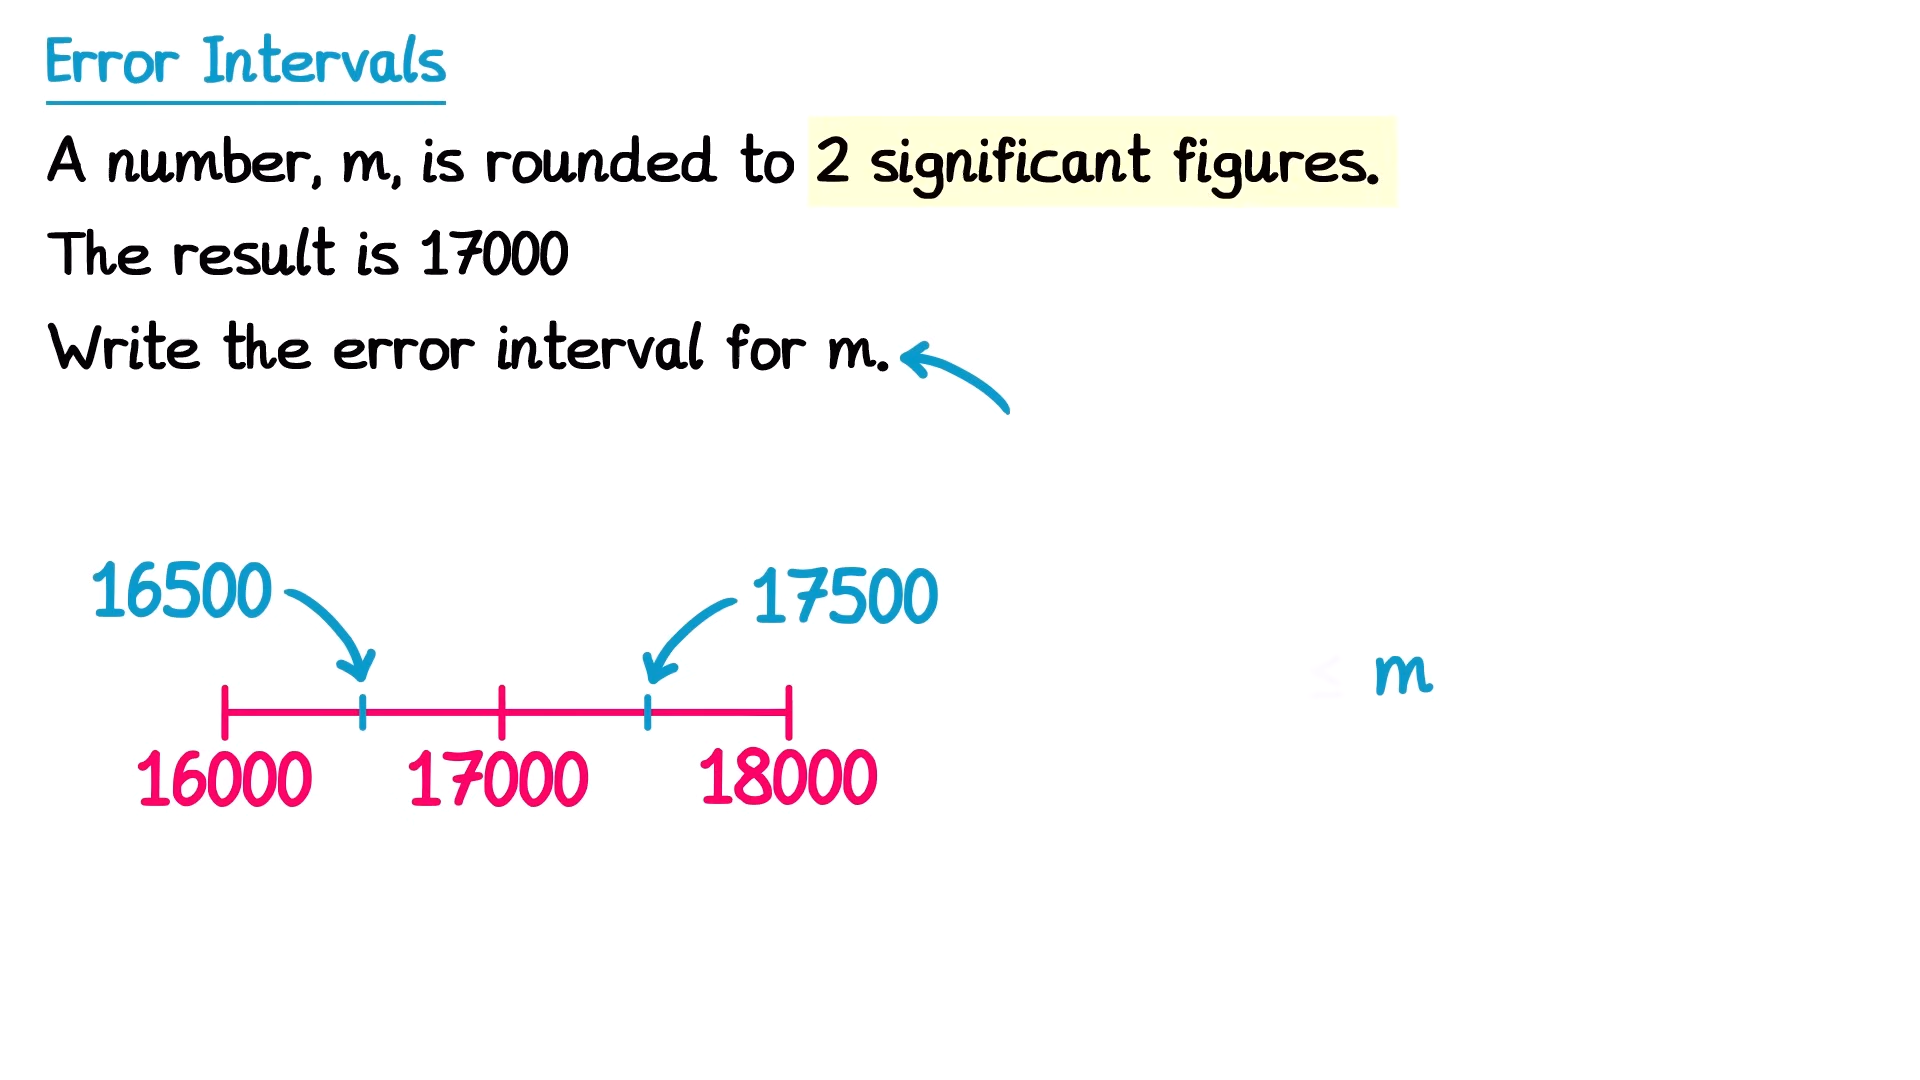 Error Intervals
A number, m, is rounded to 2 significant figures.
The result is 17000
Write the error interval for m.
16500 17500
≤ m
16000 17000 18000